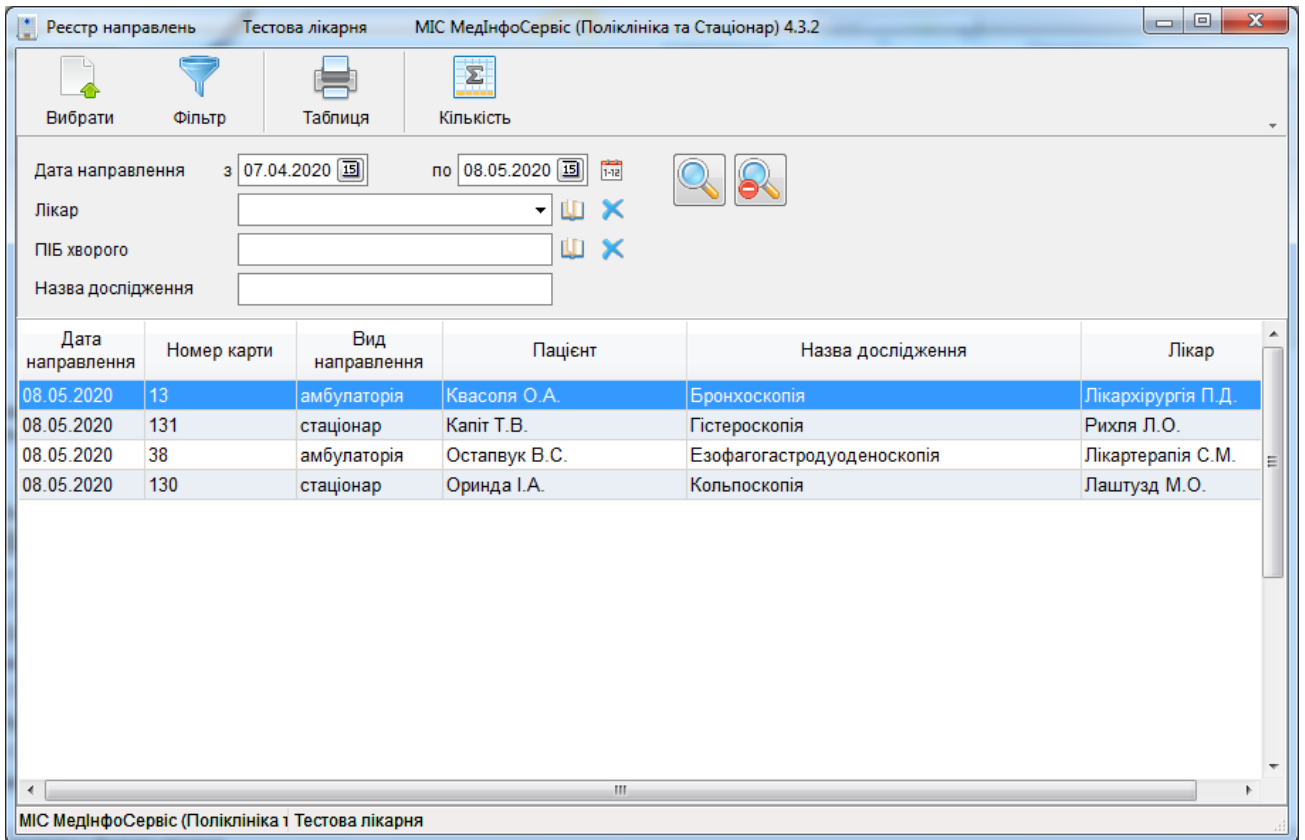 Реєстр направлень Тестова лікарня МІС МедІнфоСервіс (Поліклініка та Стаціонар) 4.3.2
Вибрати Фільтр Таблиця Кількість
Дата направлення з 07.04.2020 15 по 08.05.2020 15 1-12
Лікар
ПІБ хворого
Назва дослідження
Дата направлення Номер карти Вид направлення Пацієнт Назва дослідження Лікар
08.05.2020 13 амбулаторія Квасоля О.А. Бронхоскопія Лікархірургія П.Д.
08.05.2020 131 стаціонар Капіт Т.В. Гістероскопія Рихля Л.О.
08.05.2020 38 амбулаторія Остапвук В.С. Езофагогастродуоденоскопія Лікартерапія С.М.
08.05.2020 130 стаціонар Оринда І.А. Кольпоскопія Лаштузд М.О.
МІС МедІнфоСервіс (Поліклініка т Тестова лікарня